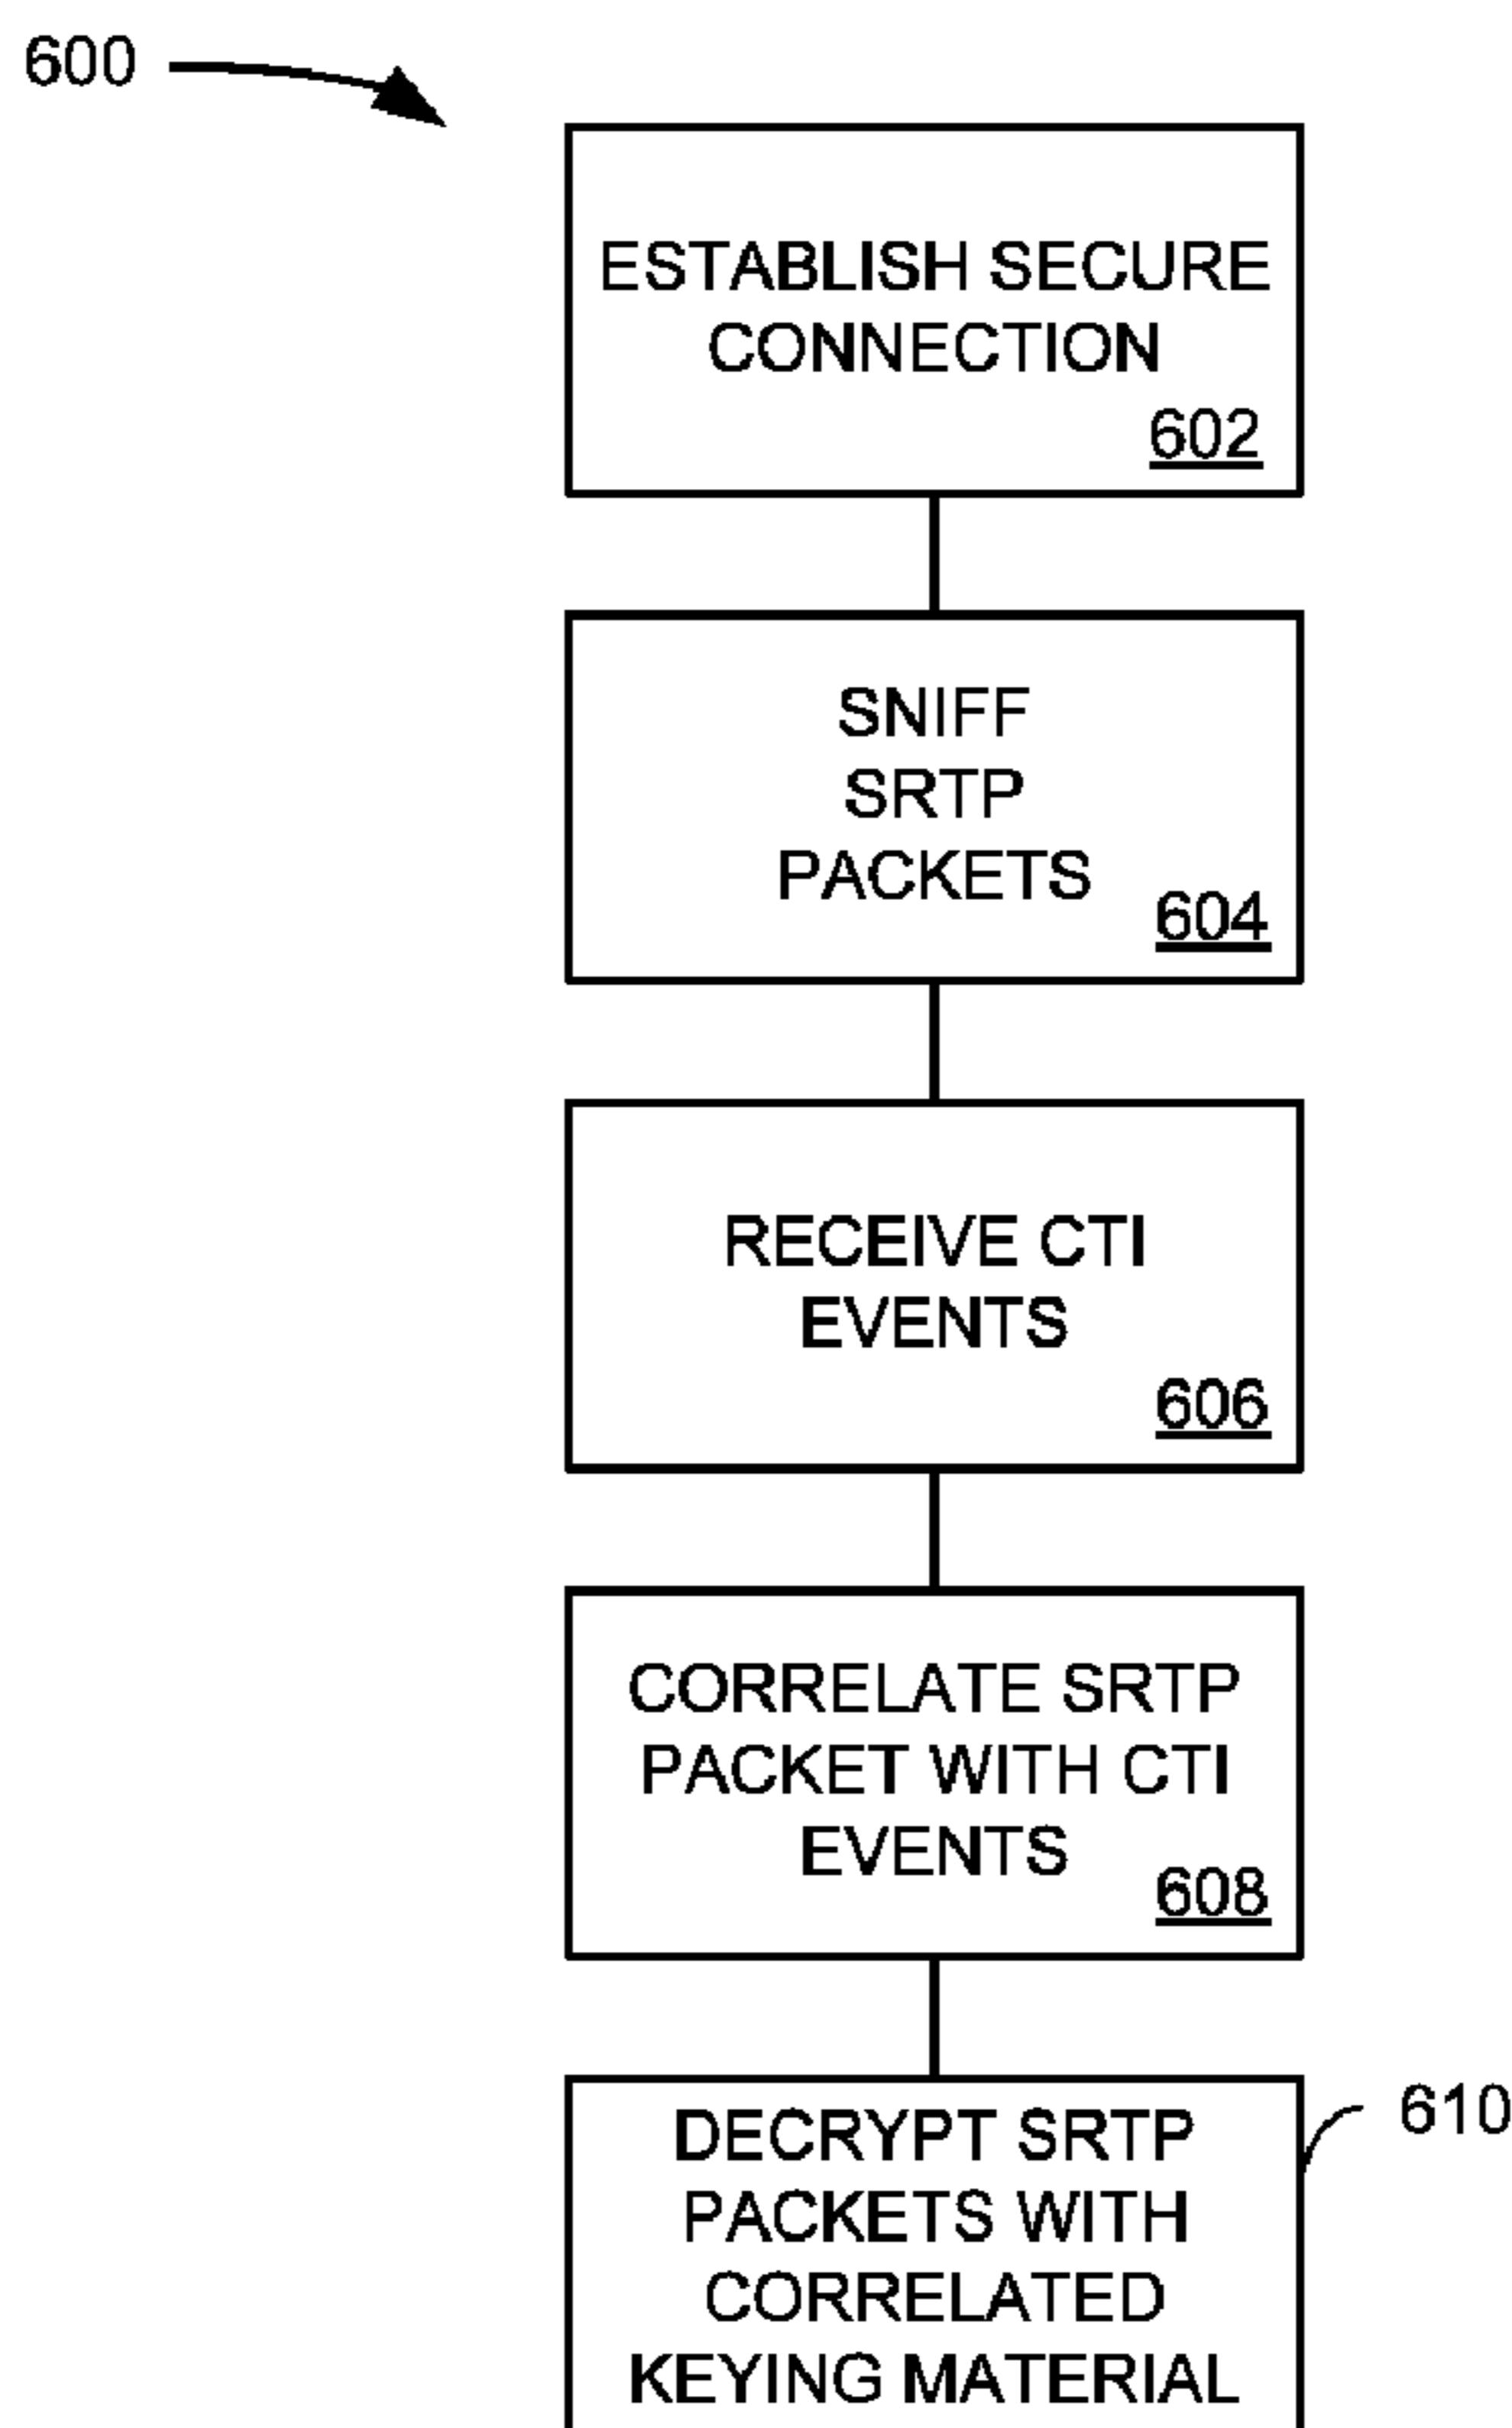 600
ESTABLISH SECURE
CONNECTION
602
SNIFF
SRTP
PACKETS
604
RECEIVE CTI
EVENTS
606
CORRELATE SRTP
PACKET WITH CTI
EVENTS
608
DECRYPT SRTP
PACKETS WITH
CORRELATED
KEYING MATERIAL
610